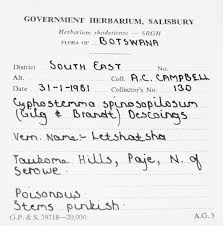 GOVERNMENT HERBARIUM, SALISBURY
Herbarium rhodesiense — SRGH
FLORA OF BOTSWANA
District SOUTH EAST
Alt. Coll. A.C. CAMPBELL
Date 31-1-1981 Collector's No. 130
Cyphostemma spinosopilosum
(Gilg & Brandt) Descoings
Vern. Name - Letshatsha
Taukome Hills, Paje, N. of
Serowe
Poisonous
Stems pinkish
G.P. & S. 39718—20,000 A.G. 3